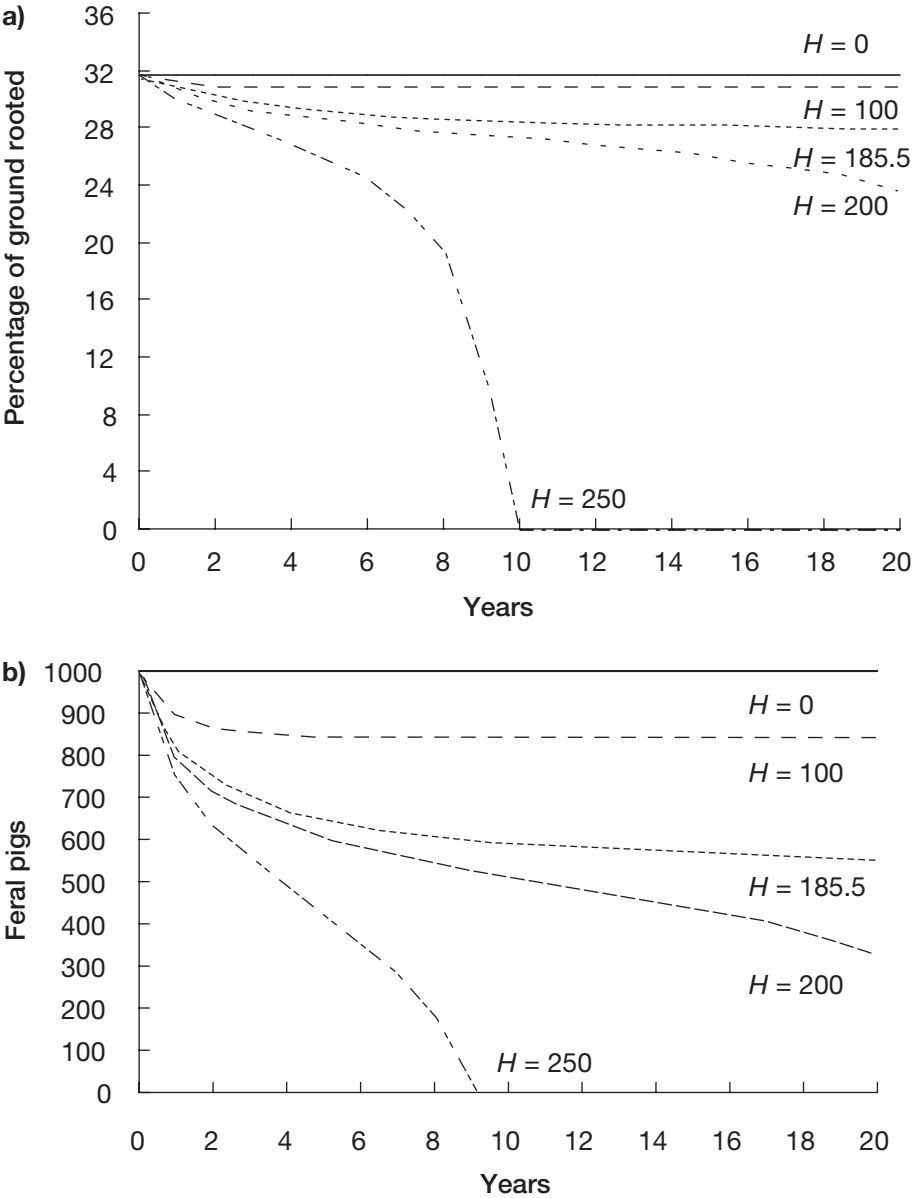 a)
Percentage of ground rooted
36
32
28
24
20
16
12
8
4
0
H = 0
H = 100
H = 185.5
H = 200
H = 250
0 2 4 6 8 10 12 14 16 18 20
Years
b)
Feral pigs
1000
900
800
700
600
500
400
300
200
100
0
H = 0
H = 100
H = 185.5
H = 200
H = 250
0 2 4 6 8 10 12 14 16 18 20
Years